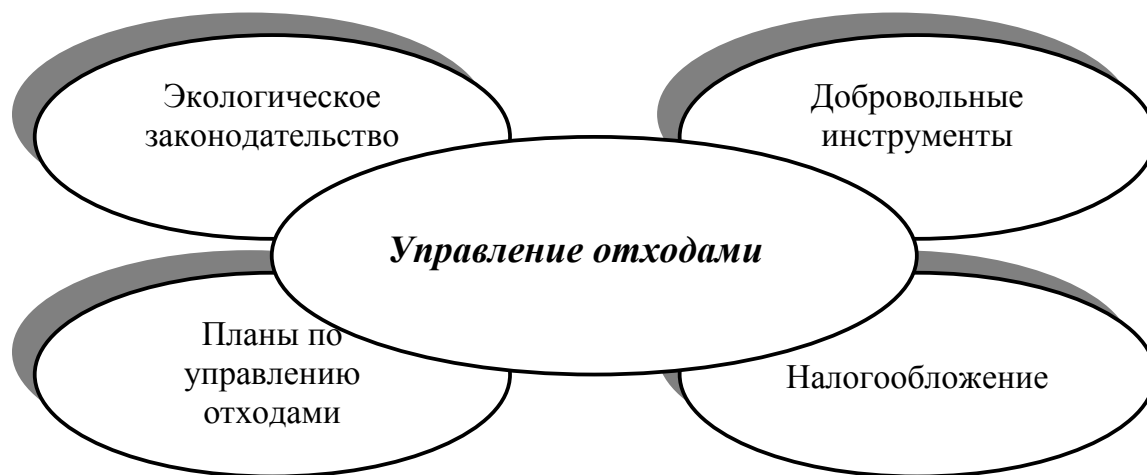 Экологическое
законодательство
Добровольные
инструменты
Управление отходами
Планы по
управлению
отходами
Налогообложение